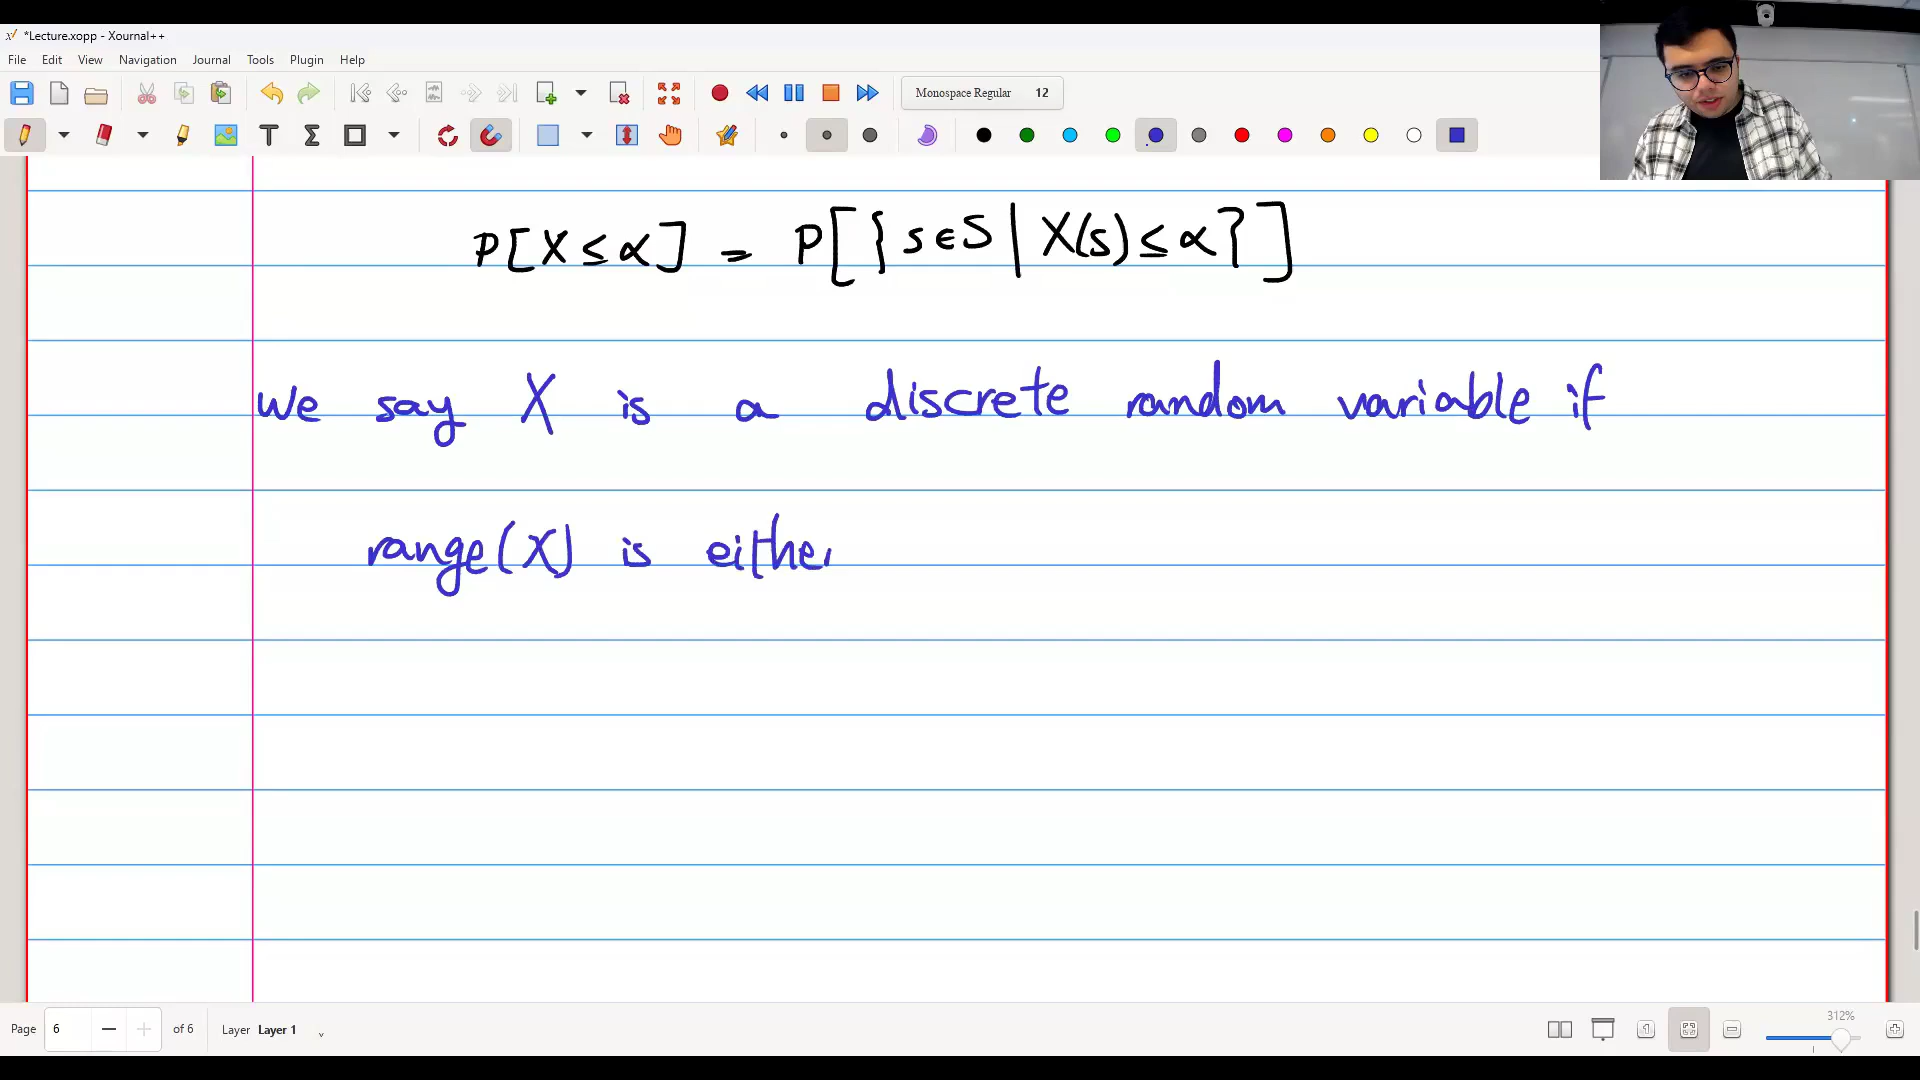 *Lecture.xopp - Xournal++
File Edit View Navigation Journal Tools Plugin Help
Monospace Regular 12
P[X ≤ α] = P[{s ∈ S | X(s) ≤ α}]
We say X is a discrete random variable if
range(X) is either
Page 6 of 6 Layer Layer 1 312%